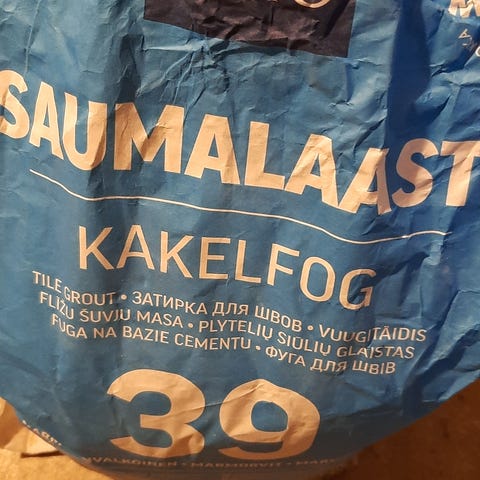 SAUMALAAST
KAKELFOG
TILE GROUT • ЗАТИРКА ДЛЯ ШВОВ • VUUGITÄIDIS
FLĪŽU ŠUVJU MASA • PLYTELIŲ SIŪLIŲ GLAISTAS
FUGA NA BAZIE CEMENTU • ФУГА ДЛЯ ШВІВ
39
MARMORVIT